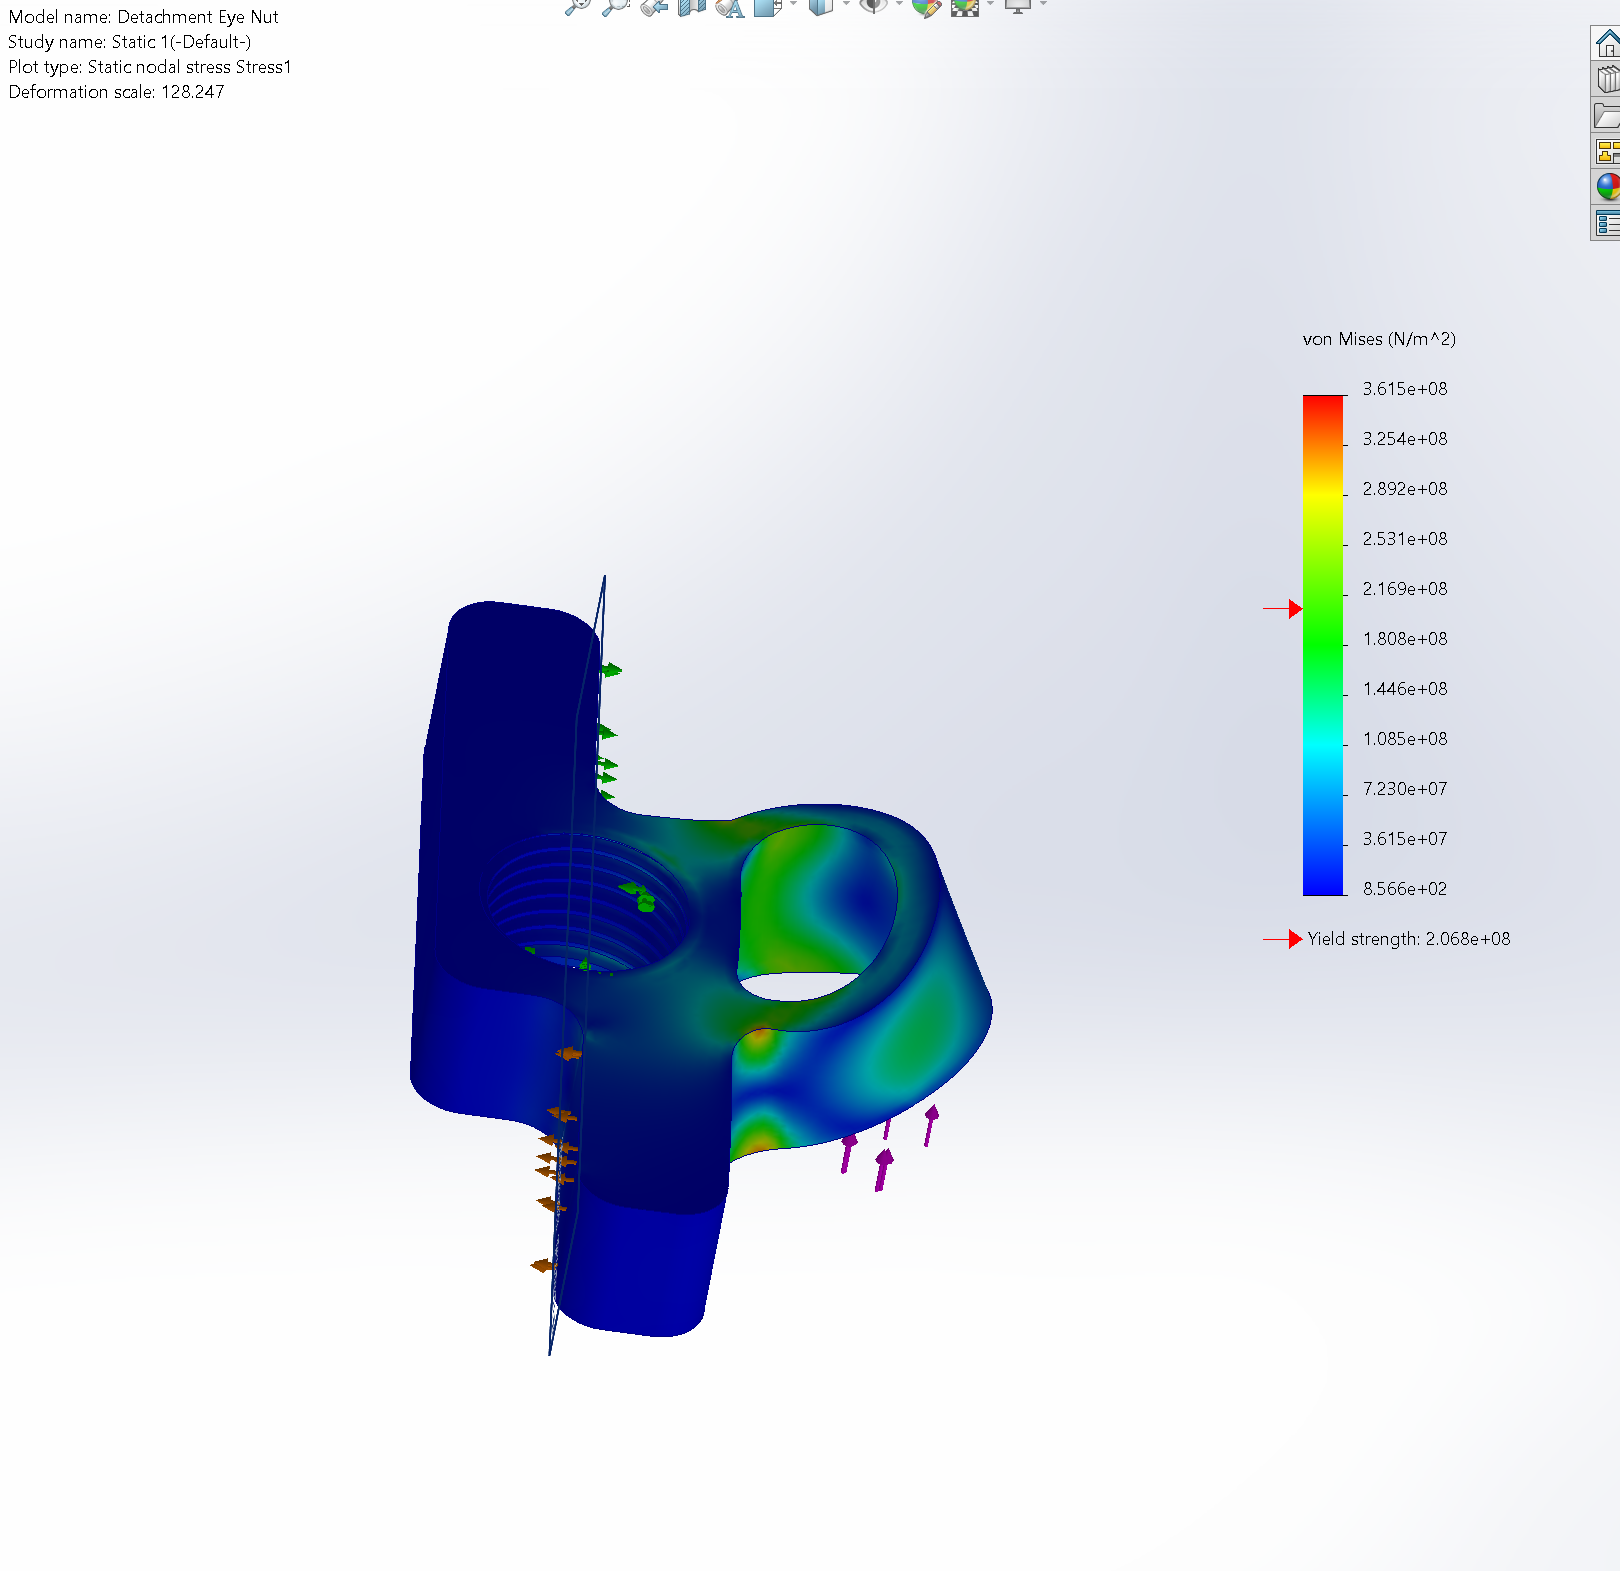 Model name: Detachment Eye Nut
Study name: Static 1(-Default-)
Plot type: Static nodal stress Stress1
Deformation scale: 128.247
von Mises (N/m^2)
3.615e+08
3.254e+08
2.892e+08
2.531e+08
2.169e+08
1.808e+08
1.446e+08
1.085e+08
7.230e+07
3.615e+07
8.566e+02
Yield strength: 2.068e+08